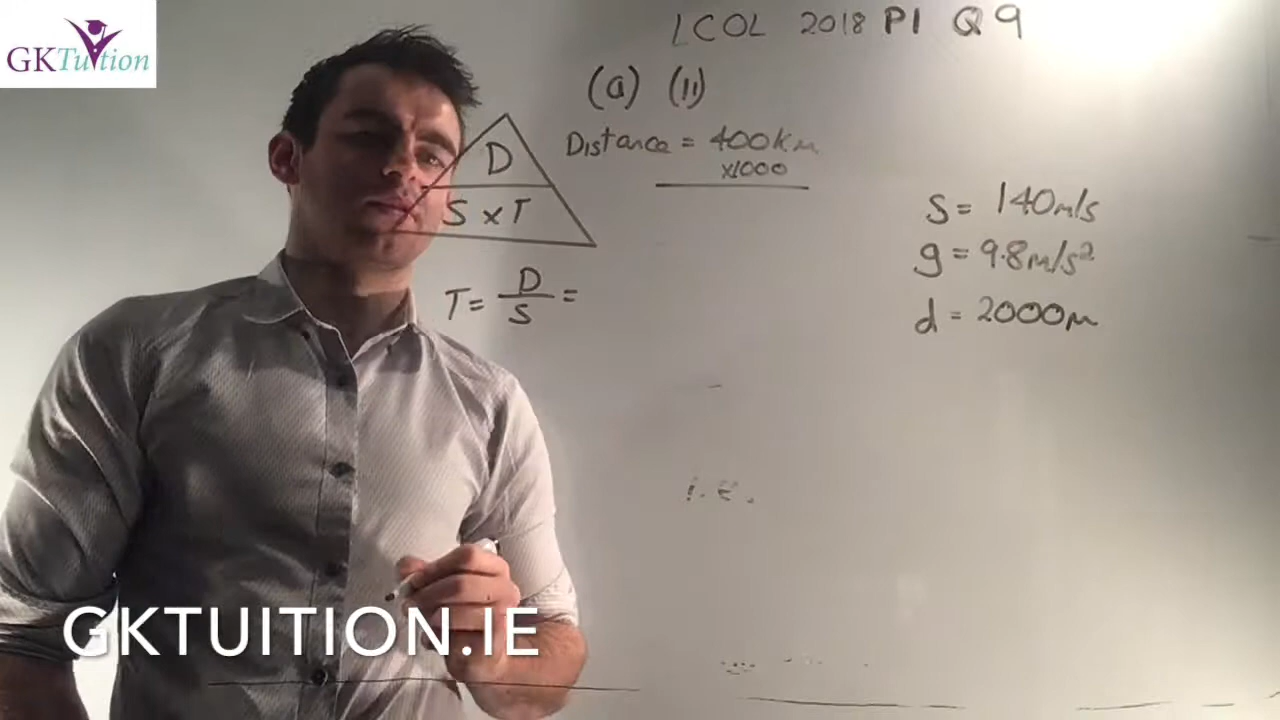 GKTuition
LCOL 2018 P1 Q9
(a) (ii)
Distance = 400km
x1000
D
S x T
T = D/S =
s = 140m/s
g = 9.8m/s²
d = 2000m
i.e.
GKTUITION.IE